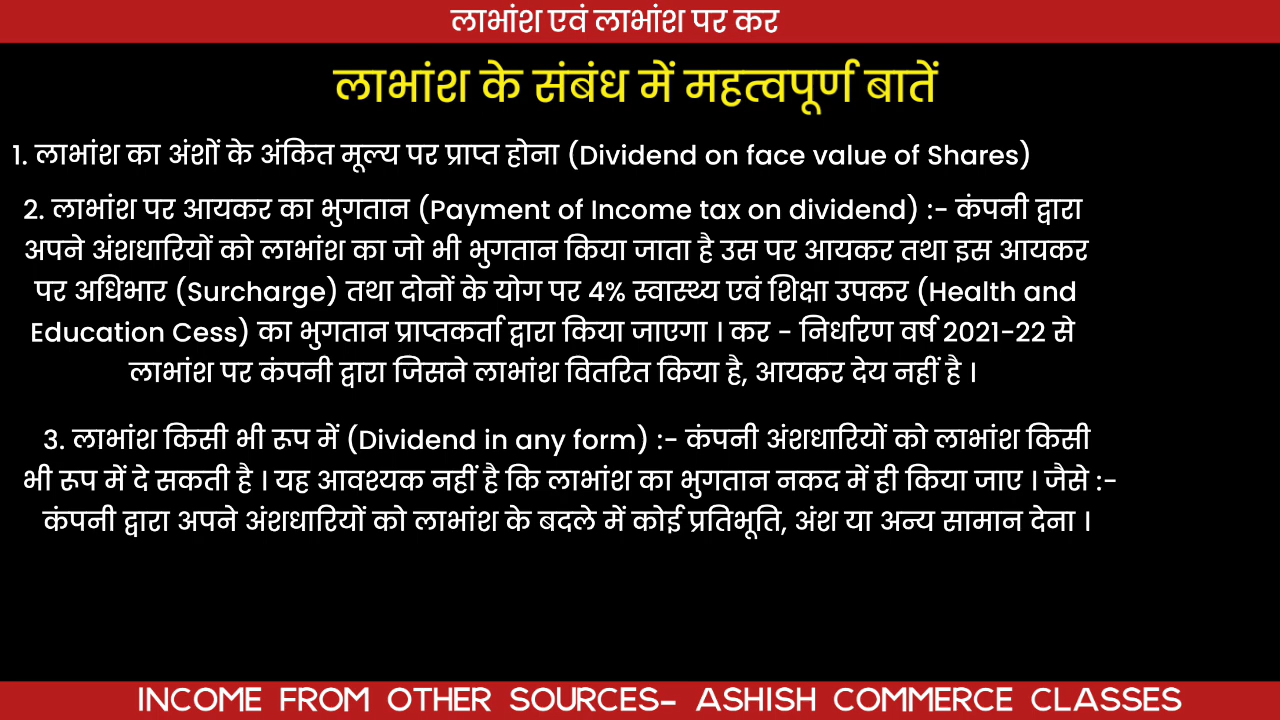 लाभांश एवं लाभांश पर कर
लाभांश के संबंध में महत्वपूर्ण बातें
1. लाभांश का अंशों के अंकित मूल्य पर प्राप्त होना (Dividend on face value of Shares)
2. लाभांश पर आयकर का भुगतान (Payment of Income tax on dividend) :- कंपनी द्वारा
अपने अंशधारियों को लाभांश का जो भी भुगतान किया जाता है उस पर आयकर तथा इस आयकर
पर अधिभार (Surcharge) तथा दोनों के योग पर 4% स्वास्थ्य एवं शिक्षा उपकर (Health and
Education Cess) का भुगतान प्राप्तकर्ता द्वारा किया जाएगा । कर - निर्धारण वर्ष 2021-22 से
लाभांश पर कंपनी द्वारा जिसने लाभांश वितरित किया है, आयकर देय नहीं है ।
3. लाभांश किसी भी रूप में (Dividend in any form) :- कंपनी अंशधारियों को लाभांश किसी
भी रूप में दे सकती है । यह आवश्यक नहीं है कि लाभांश का भुगतान नकद में ही किया जाए । जैसे :-
कंपनी द्वारा अपने अंशधारियों को लाभांश के बदले में कोई प्रतिभूति, अंश या अन्य सामान देना ।
INCOME FROM OTHER SOURCES- ASHISH COMMERCE CLASSES